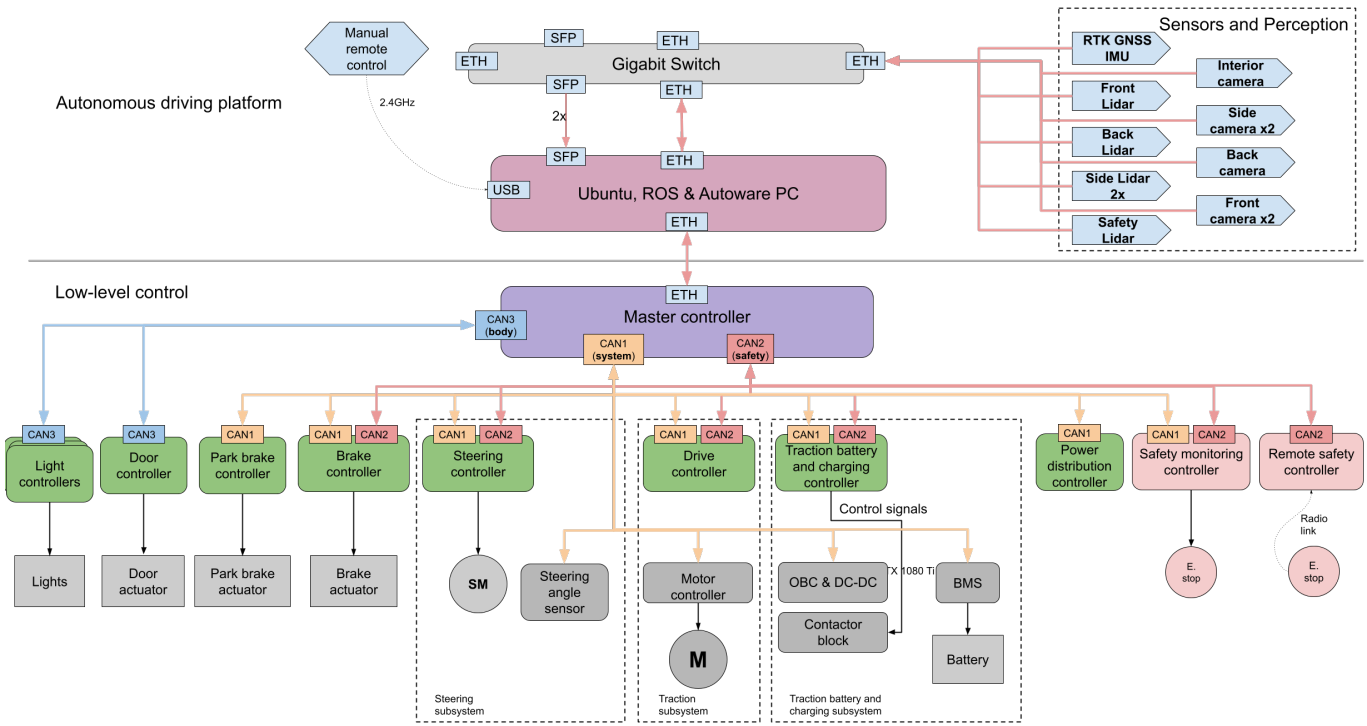 Sensors and Perception
Manual
remote
control
SFP
ETH
ETH
Gigabit Switch
ETH
SFP
ETH
RTK GNSS
IMU
Interior
camera
Front
Lidar
Side
camera x2
Back
Lidar
Back
camera
Side Lidar
2x
Front
camera x2
Safety
Lidar
Autonomous driving platform
2.4GHz
2x
SFP
ETH
USB
Ubuntu, ROS & Autoware PC
ETH
Low-level control
ETH
Master controller
CAN3
(body)
CAN1
(system)
CAN2
(safety)
CAN3
CAN3
CAN1
CAN1
CAN2
CAN1
CAN2
CAN1
CAN2
CAN1
CAN2
CAN1
CAN1
CAN2
CAN2
Light
controllers
Door
controller
Park brake
controller
Brake
controller
Steering
controller
Drive
controller
Traction battery
and charging
controller
Power
distribution
controller
Safety monitoring
controller
Remote safety
controller
Control signals
Radio
link
Lights
Door
actuator
Park brake
actuator
Brake
actuator
SM
Steering
angle
sensor
Motor
controller
OBC & DC-DC
TX 1080 Ti
BMS
E.
stop
E.
stop
Contactor
block
M
Battery
Steering
subsystem
Traction
subsystem
Traction battery and
charging subsystem